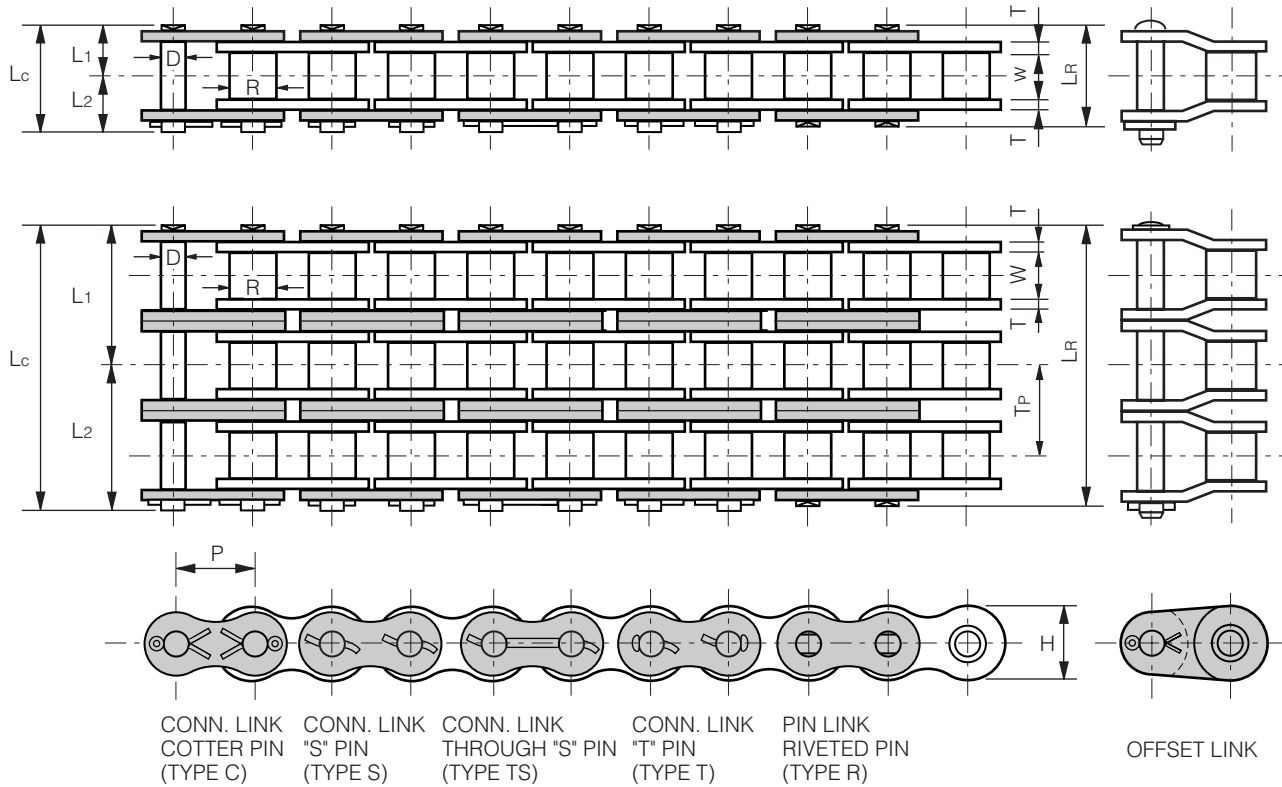 T
L1
D
Lc
W
LR
R
L2
T
T
D
L1
W
R
T
Lc
LR
TP
L2
P
H
CONN. LINK
COTTER PIN
(TYPE C)
CONN. LINK
"S" PIN
(TYPE S)
CONN. LINK
THROUGH "S" PIN
(TYPE TS)
CONN. LINK
"T" PIN
(TYPE T)
PIN LINK
RIVETED PIN
(TYPE R)
OFFSET LINK